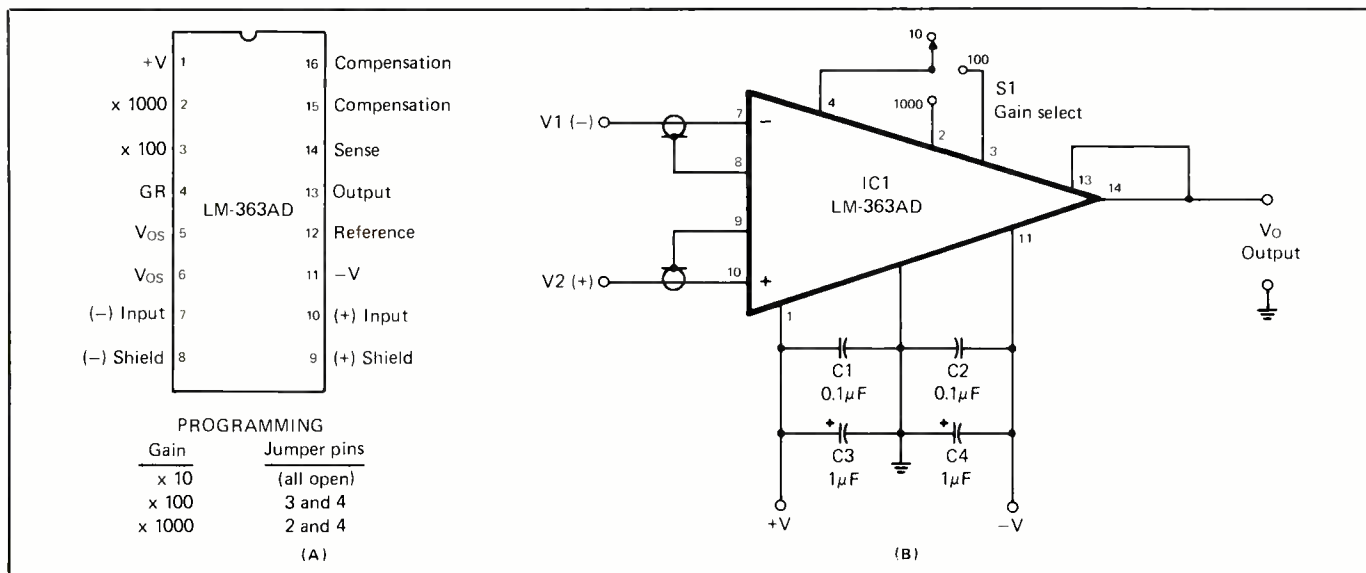 +V 1
x 1000 2
x 100 3
GR 4
VOS 5
VOS 6
(–) Input 7
(–) Shield 8
LM-363AD
16 Compensation
15 Compensation
14 Sense
13 Output
12 Reference
11 –V
10 (+) Input
9 (+) Shield
PROGRAMMING
Gain Jumper pins
x 10 (all open)
x 100 3 and 4
x 1000 2 and 4
(A)
10
100
1000
S1
Gain select
4
2
3
V1 (–)
7
–
8
9
V2 (+)
10
+
IC1
LM-363AD
13
14
11
1
VO
Output
C1
0.1µF
C2
0.1µF
+
C3
1µF
+
C4
1µF
+V
–V
(B)